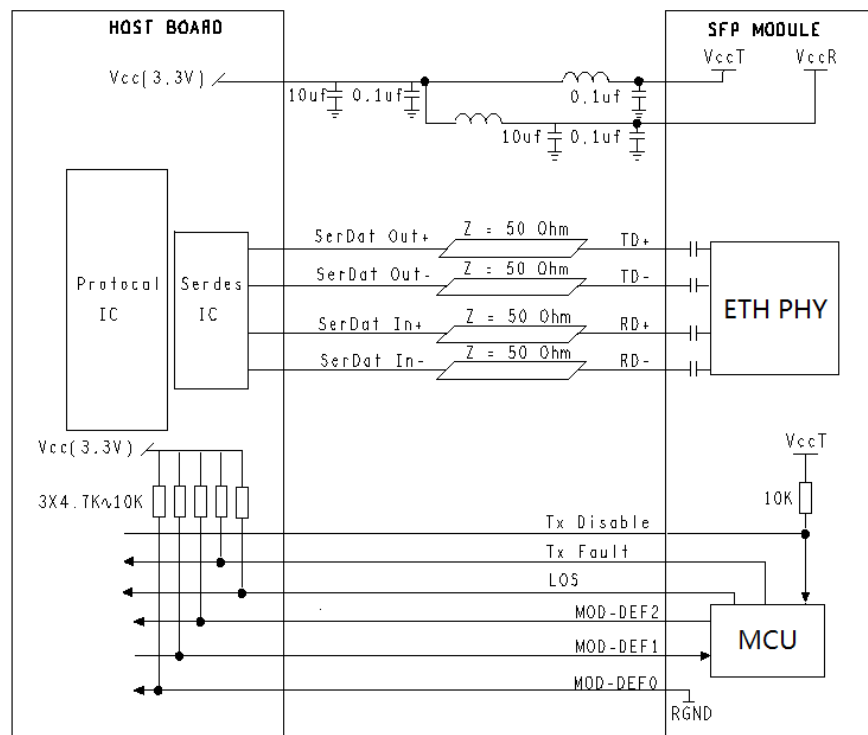 HOST BOARD
SFP MODULE
Vcc(3.3V)
VccT
VccR
10uf
0.1uf
0.1uf
10uf
0.1uf
Protocal
IC
Serdes
IC
SerDat Out+
Z = 50 Ohm
TD+
SerDat Out-
Z = 50 Ohm
TD-
SerDat In+
Z = 50 Ohm
RD+
SerDat In-
Z = 50 Ohm
RD-
ETH PHY
Vcc(3.3V)
3X4.7K~10K
VccT
10K
Tx Disable
Tx Fault
LOS
MOD-DEF2
MOD-DEF1
MOD-DEF0
MCU
RGND